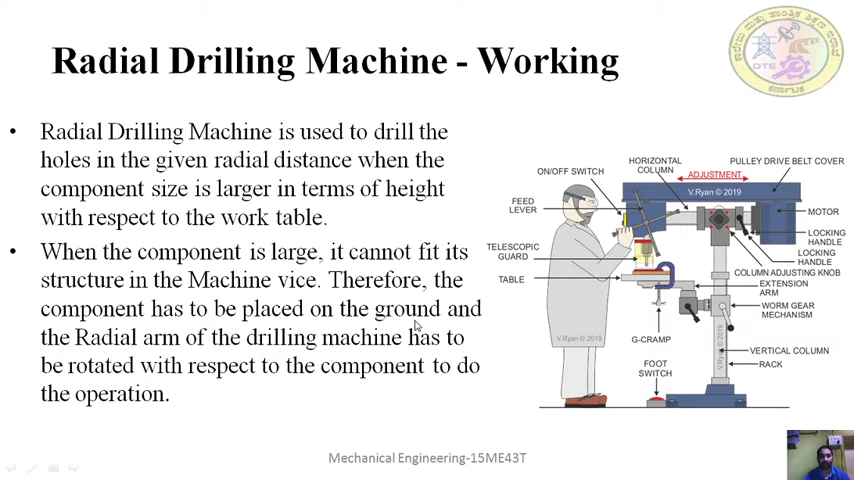 Radial Drilling Machine - Working
• Radial Drilling Machine is used to drill the
holes in the given radial distance when the
component size is larger in terms of height
with respect to the work table.
• When the component is large, it cannot fit its
structure in the Machine vice. Therefore, the
component has to be placed on the ground and
the Radial arm of the drilling machine has to
be rotated with respect to the component to do
the operation.
DTE
ON/OFF SWITCH
HORIZONTAL
COLUMN
ADJUSTMENT
PULLEY DRIVE BELT COVER
V.Ryan © 2019
FEED
LEVER
MOTOR
LOCKING
HANDLE
LOCKING
HANDLE
TELESCOPIC
GUARD
TABLE
COLUMN ADJUSTING KNOB
EXTENSION
ARM
WORM GEAR
MECHANISM
V.Ryan © 2019
G-CRAMP
V.Ryan © 2019
VERTICAL COLUMN
RACK
FOOT
SWITCH
Mechanical Engineering-15ME43T